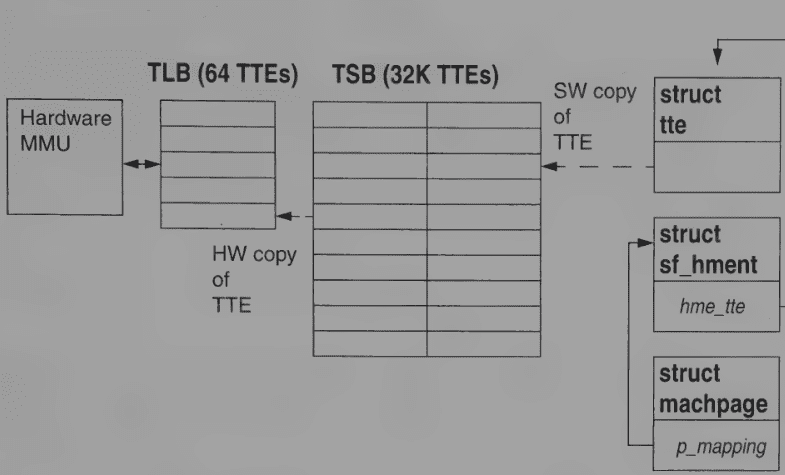 TLB (64 TTEs)
TSB (32K TTEs)
Hardware
MMU
HW copy
of
TTE
SW copy
of
TTE
struct
tte
struct
sf_hment
hme_tte
struct
machpage
p_mapping